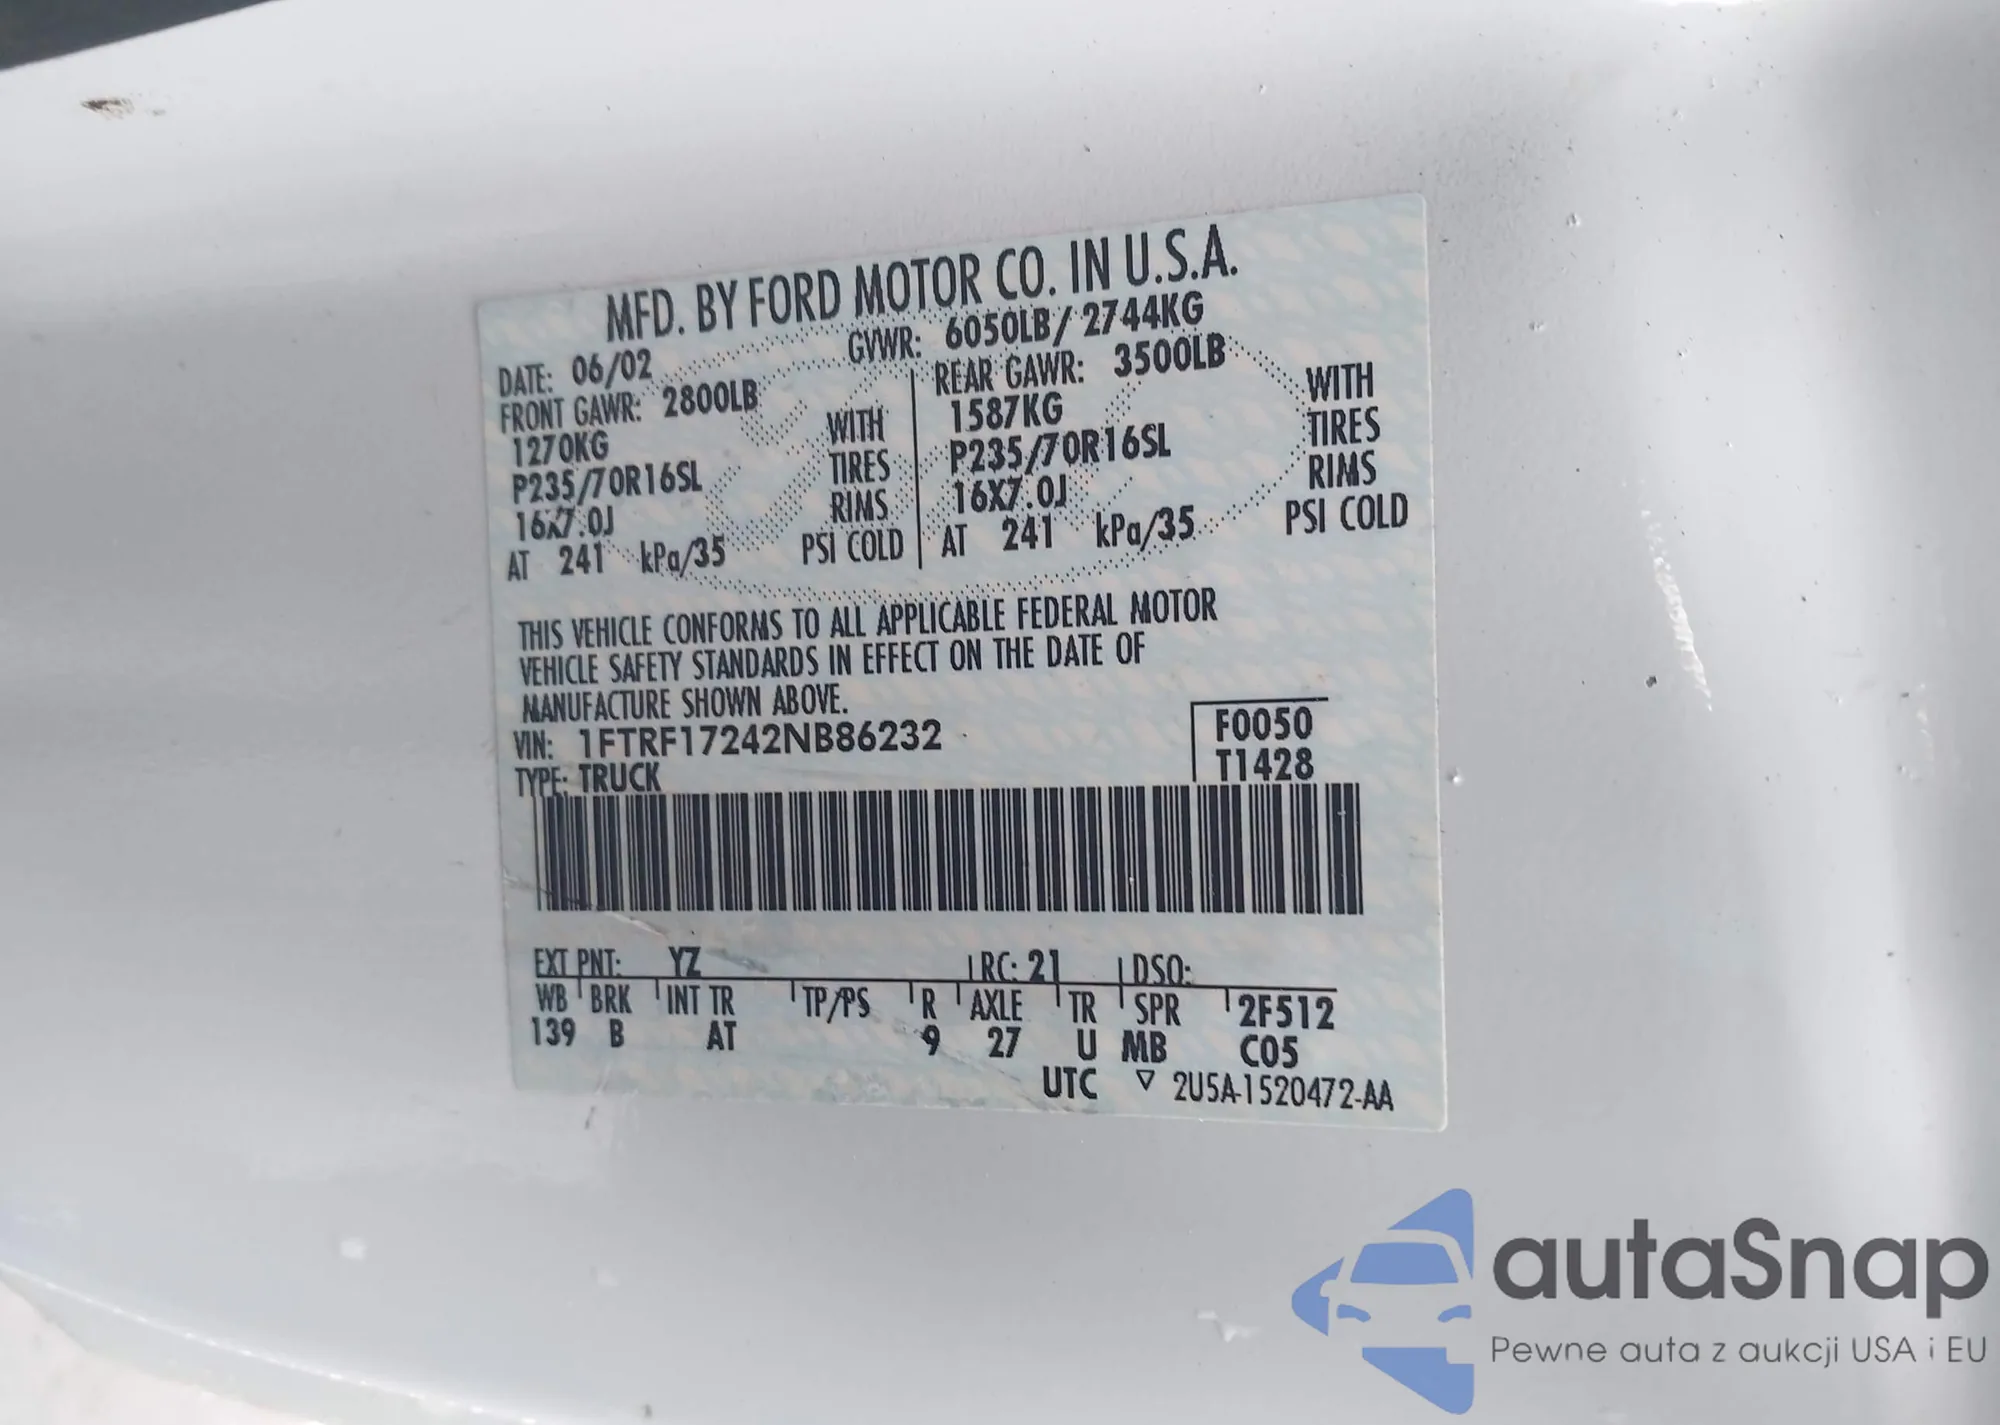 MFD. BY FORD MOTOR CO. IN U.S.A.
DATE: 06/02 GVWR: 6050LB/ 2744KG
FRONT GAWR: 2800LB REAR GAWR: 3500LB
1270KG WITH 1587KG WITH
P235/70R16SL TIRES P235/70R16SL TIRES
16X7.0J RIMS 16X7.0J RIMS
AT 241 kPa/35 PSI COLD AT 241 kPa/35 PSI COLD
THIS VEHICLE CONFORMS TO ALL APPLICABLE FEDERAL MOTOR
VEHICLE SAFETY STANDARDS IN EFFECT ON THE DATE OF
MANUFACTURE SHOWN ABOVE.
VIN: 1FTRF17242NB86232 F0050
TYPE: TRUCK T1428
EXT PNT: YZ RC: 21 DSO:
WB BRK INT TR TP/PS R AXLE TR SPR 2F512
139 B AT 9 27 U MB C05
UTC ▽ 2U5A-1520472-AA
autaSnap
Pewne auta z aukcji USA i EU